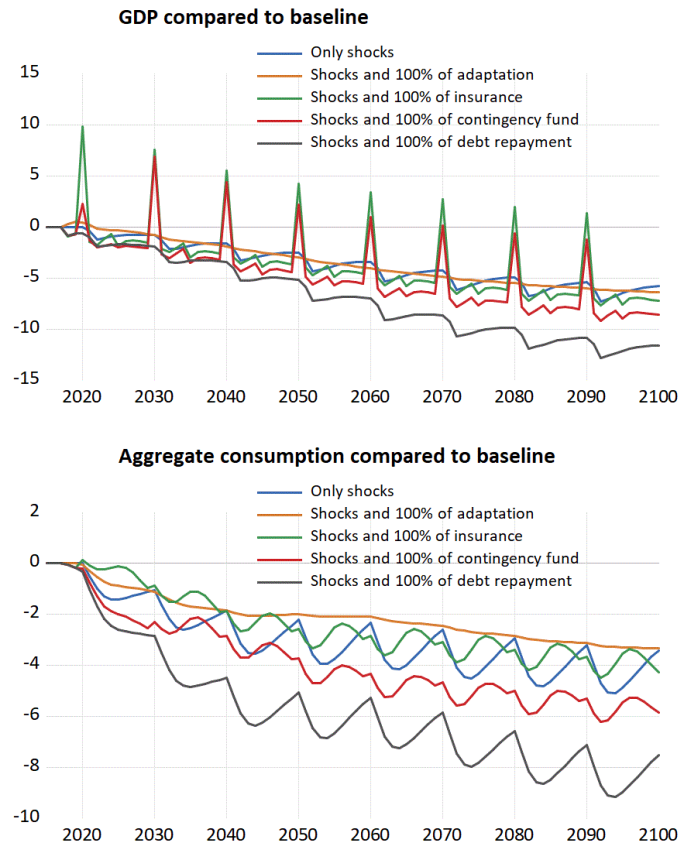 GDP compared to baseline
Only shocks
Shocks and 100% of adaptation
Shocks and 100% of insurance
Shocks and 100% of contingency fund
Shocks and 100% of debt repayment
15
10
5
0
-5
-10
-15
2020 2030 2040 2050 2060 2070 2080 2090 2100
Aggregate consumption compared to baseline
Only shocks
Shocks and 100% of adaptation
Shocks and 100% of insurance
Shocks and 100% of contingency fund
Shocks and 100% of debt repayment
2
0
-2
-4
-6
-8
-10
2020 2030 2040 2050 2060 2070 2080 2090 2100